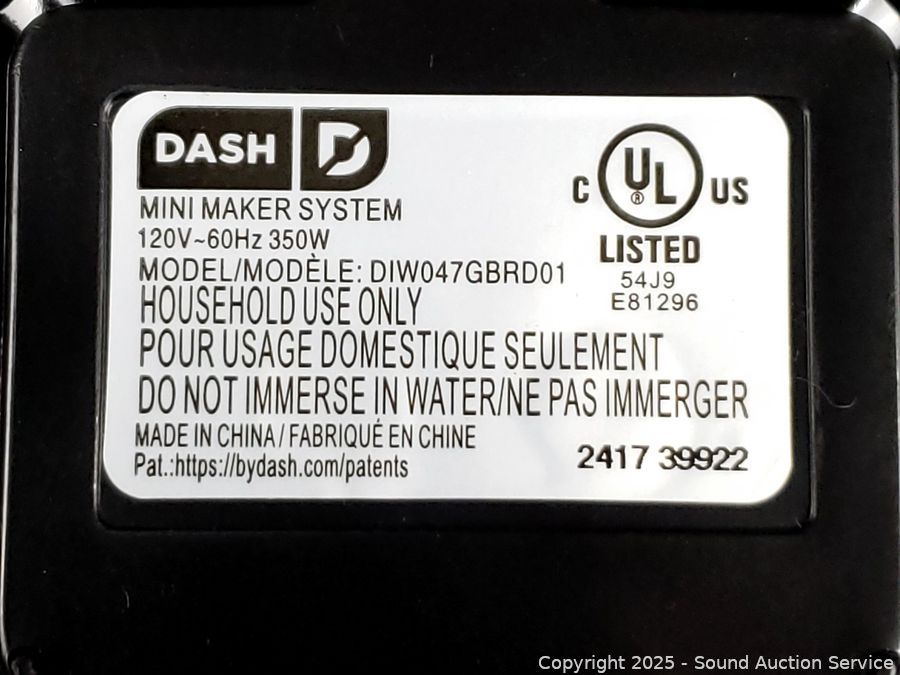 DASH D
MINI MAKER SYSTEM
120V~60Hz 350W
MODEL/MODÈLE: DIW047GBRD01
HOUSEHOLD USE ONLY
POUR USAGE DOMESTIQUE SEULEMENT
DO NOT IMMERSE IN WATER/NE PAS IMMERGER
MADE IN CHINA / FABRIQUÉ EN CHINE
Pat.:https://bydash.com/patents
C UL® US
LISTED
54J9
E81296
2417 39922
Copyright 2025 - Sound Auction Service